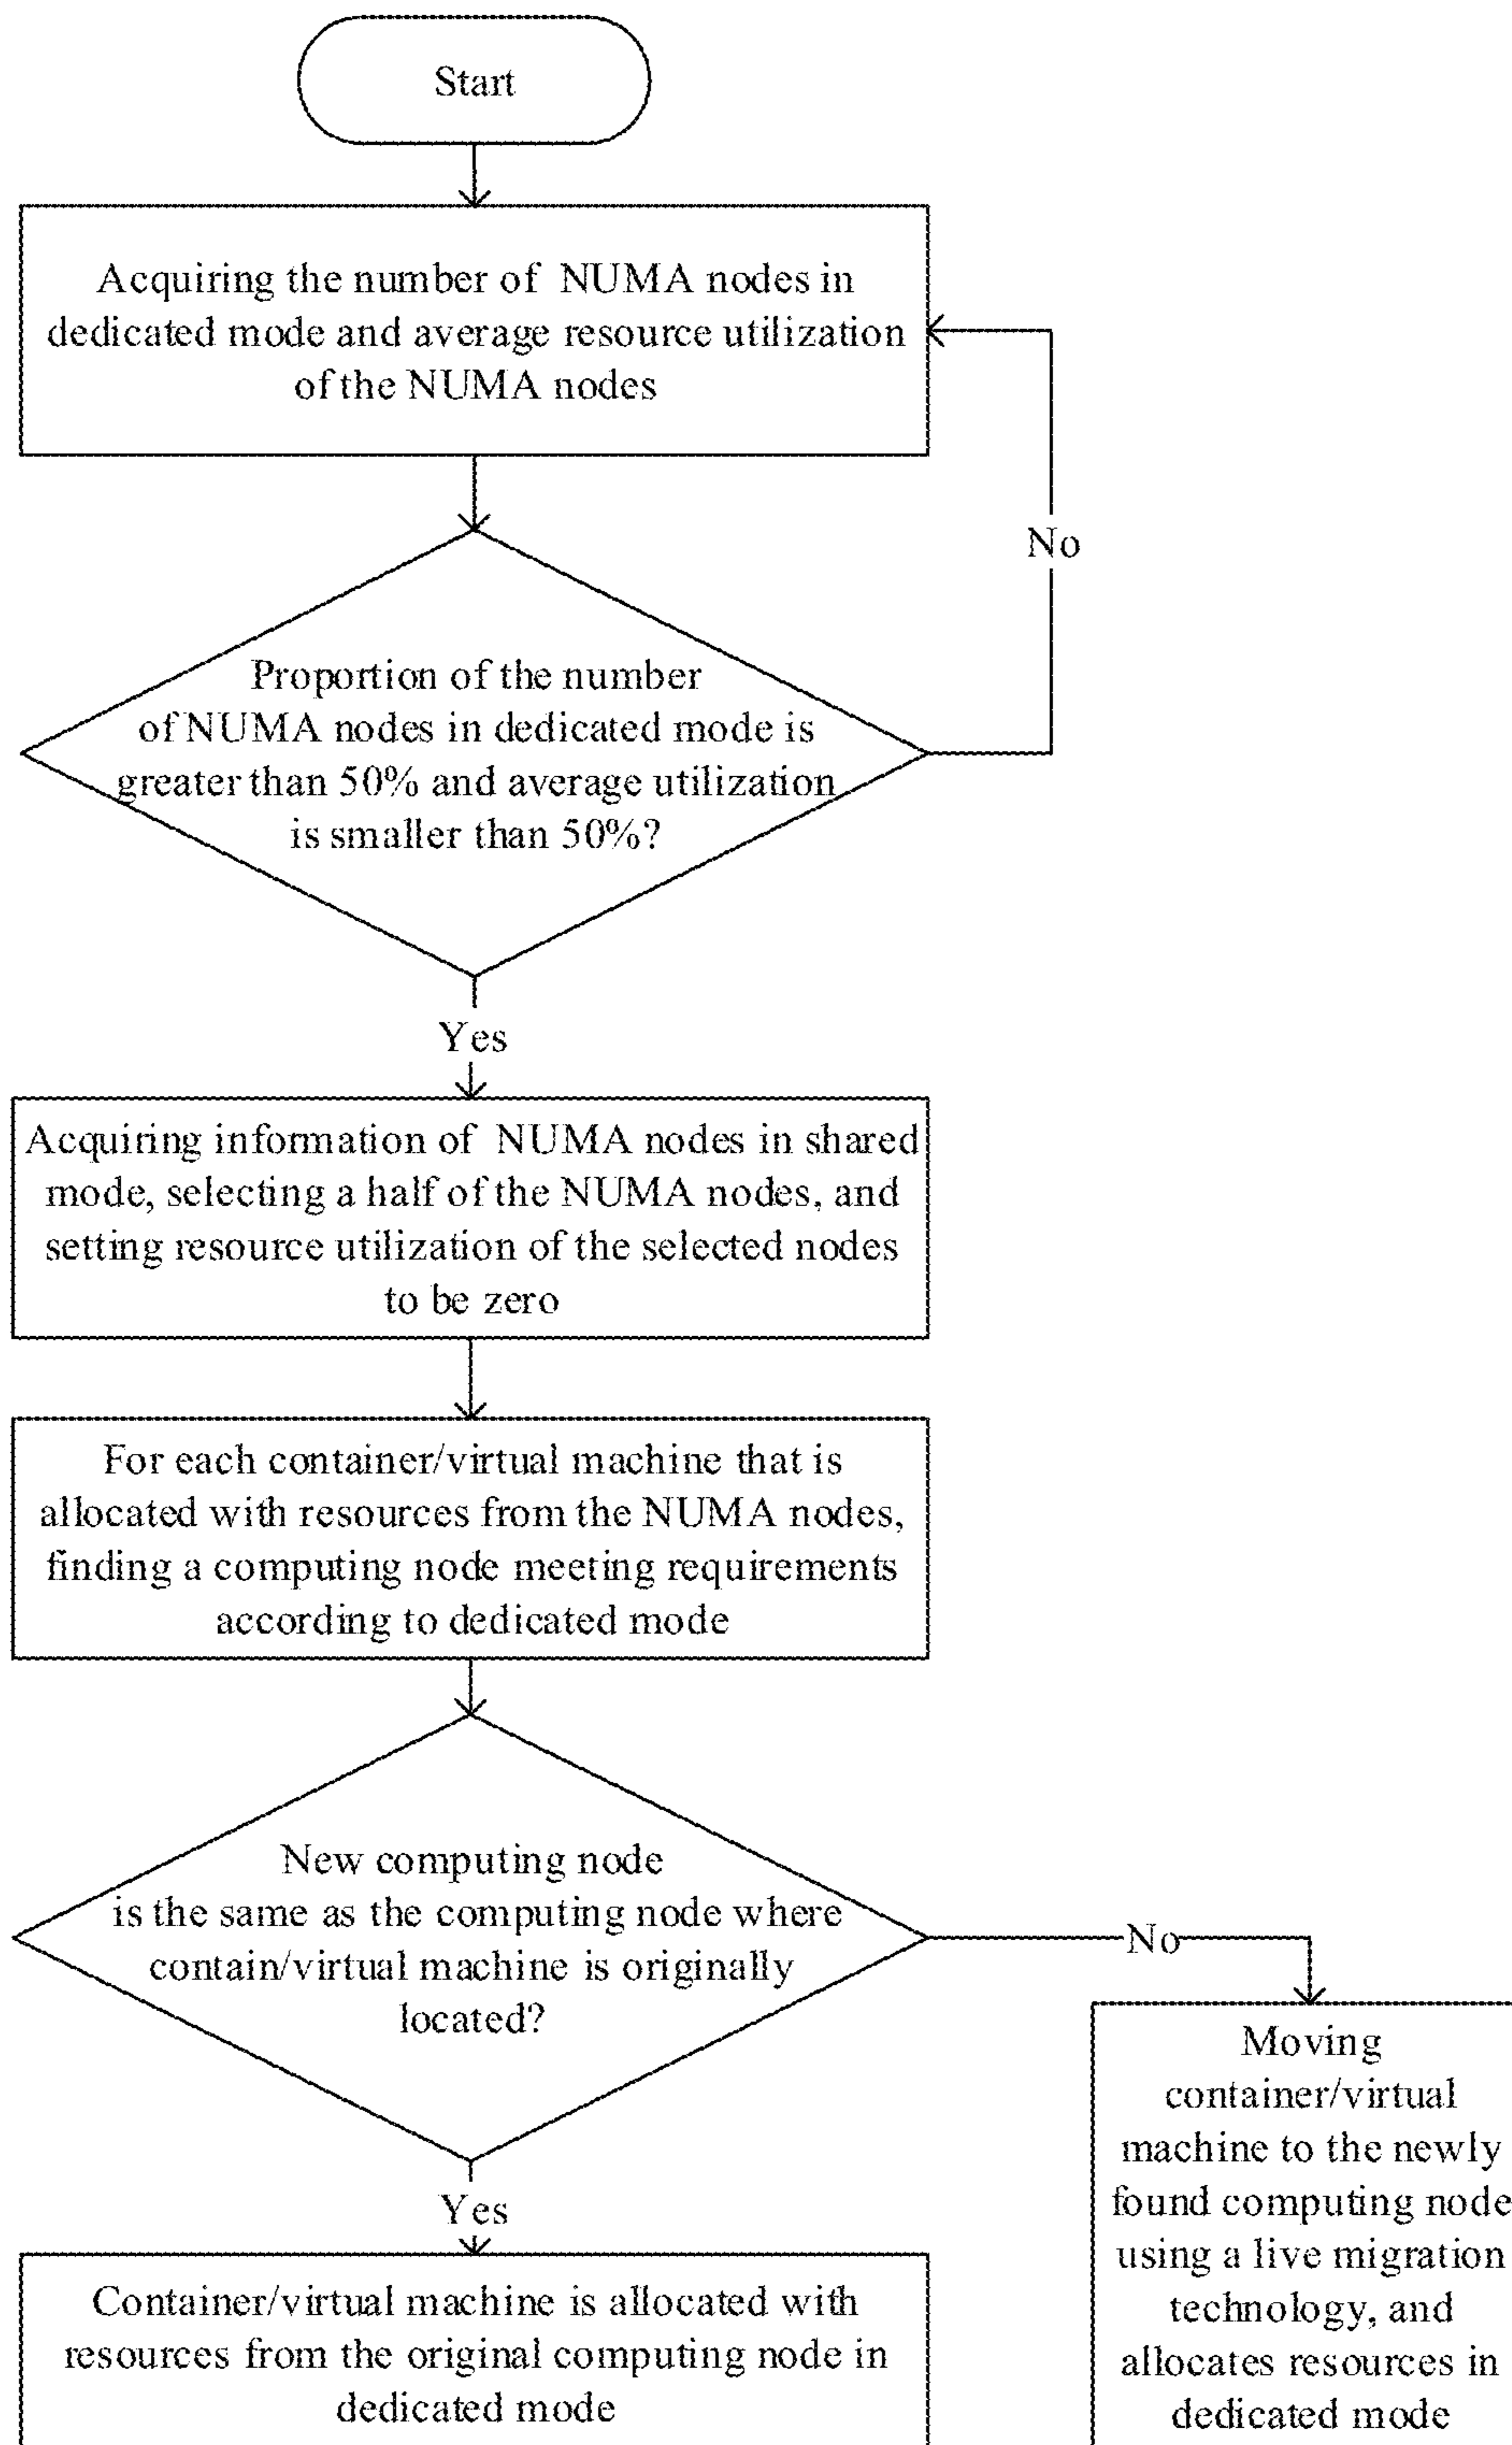 Start
Acquiring the number of NUMA nodes in
dedicated mode and average resource utilization
of the NUMA nodes
No
Proportion of the number
of NUMA nodes in dedicated mode is
greater than 50% and average utilization
is smaller than 50%?
Yes
Acquiring information of NUMA nodes in shared
mode, selecting a half of the NUMA nodes, and
setting resource utilization of the selected nodes
to be zero
For each container/virtual machine that is
allocated with resources from the NUMA nodes,
finding a computing node meeting requirements
according to dedicated mode
New computing node
is the same as the computing node where
contain/virtual machine is originally
located?
No
Yes
Container/virtual machine is allocated with
resources from the original computing node in
dedicated mode
Moving
container/virtual
machine to the newly
found computing node
using a live migration
technology, and
allocates resources in
dedicated mode